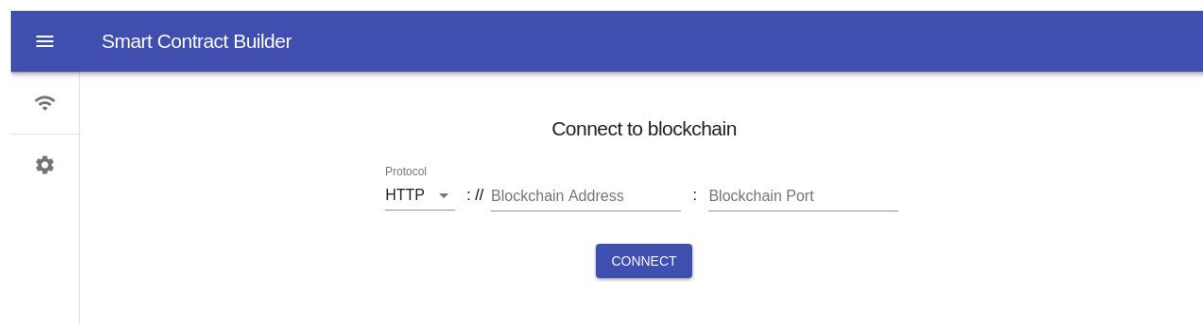 Smart Contract Builder
Connect to blockchain
Protocol
HTTP : // Blockchain Address : Blockchain Port
CONNECT